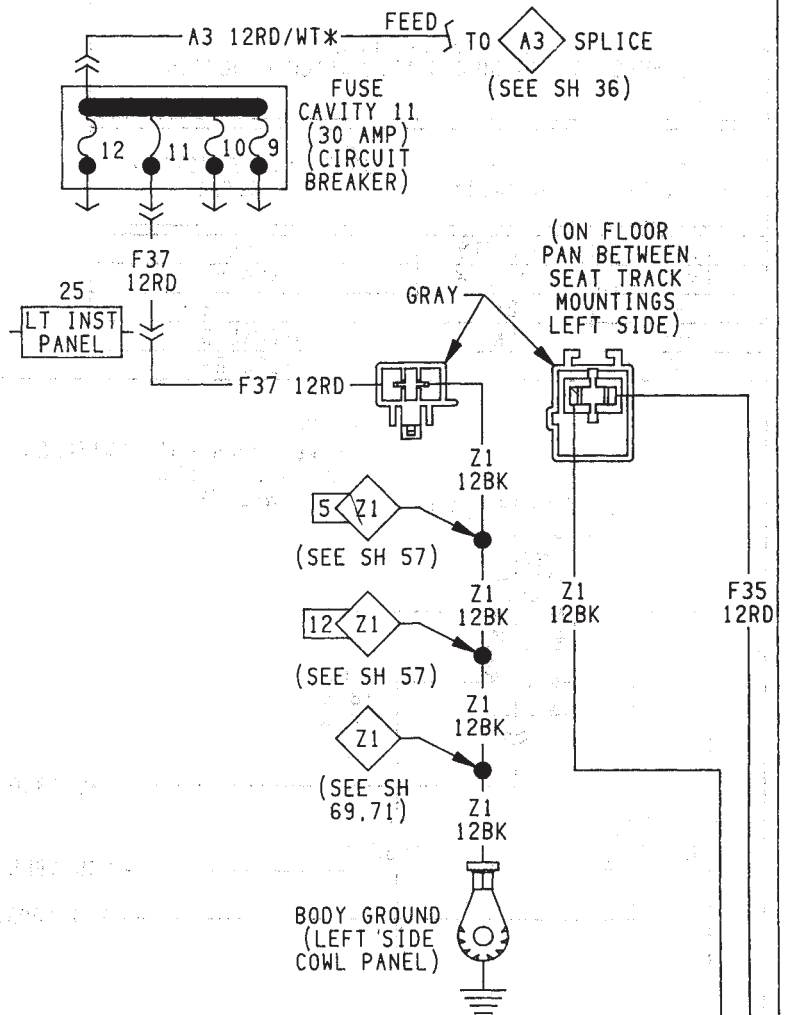 A3 12RD/WT*
FEED
TO A3 SPLICE
(SEE SH 36)
FUSE
CAVITY 11
(30 AMP)
(CIRCUIT
BREAKER)
12 11 10 9
F37
12RD
25
LT INST
PANEL
(ON FLOOR
PAN BETWEEN
SEAT TRACK
MOUNTINGS
LEFT SIDE)
GRAY
F37 12RD
Z1
12BK
5 Z1
(SEE SH 57)
Z1
12BK
Z1
12BK
F35
12RD
12 Z1
(SEE SH 57)
Z1
12BK
Z1
(SEE SH
69,71)
Z1
12BK
BODY GROUND
(LEFT SIDE
COWL PANEL)